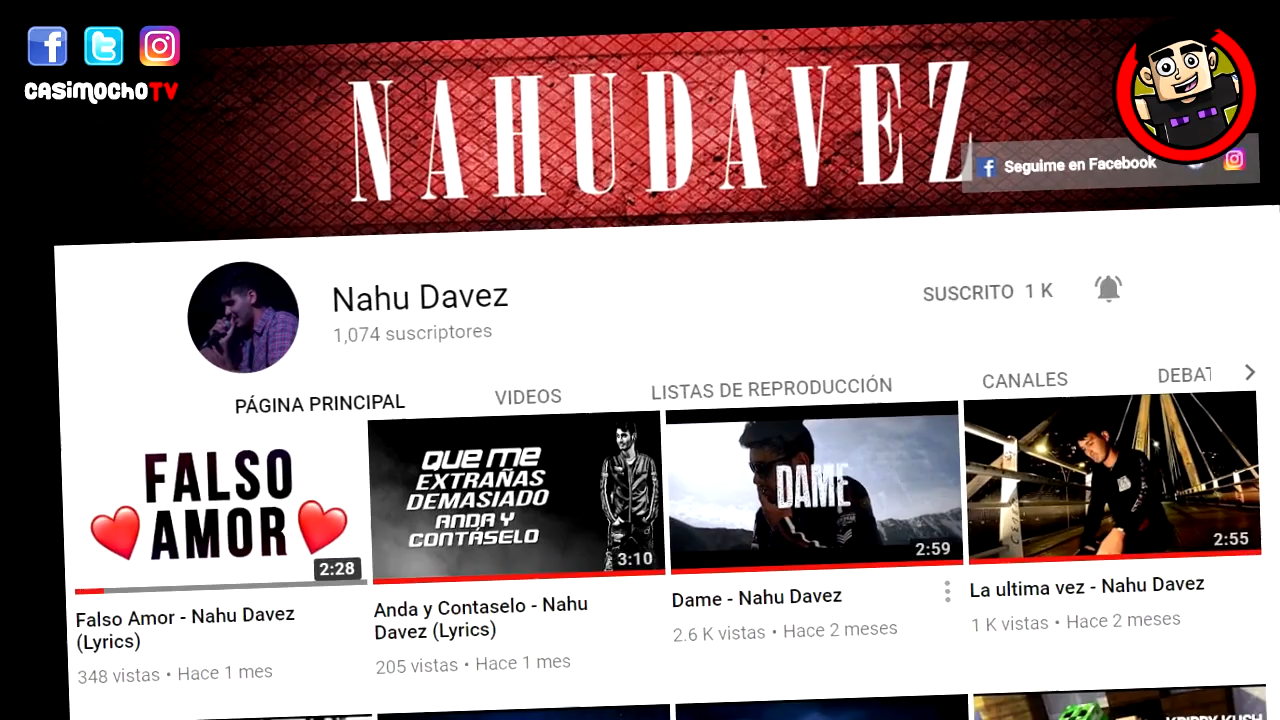 CASIMOCHOTV
NAHUDAVEZ
Seguime en Facebook
Nahu Davez
1,074 suscriptores
SUSCRITO 1 K
PÁGINA PRINCIPAL
VIDEOS
LISTAS DE REPRODUCCIÓN
CANALES
DEBAT
FALSO
AMOR
2:28
QUE ME
EXTRAÑAS
DEMASIADO
ANDA Y
CONTASELO
3:10
DAME
2:59
2:55
Falso Amor - Nahu Davez
(Lyrics)
348 vistas • Hace 1 mes
Anda y Contaselo - Nahu
Davez (Lyrics)
205 vistas • Hace 1 mes
Dame - Nahu Davez
2.6 K vistas • Hace 2 meses
La ultima vez - Nahu Davez
1 K vistas • Hace 2 meses